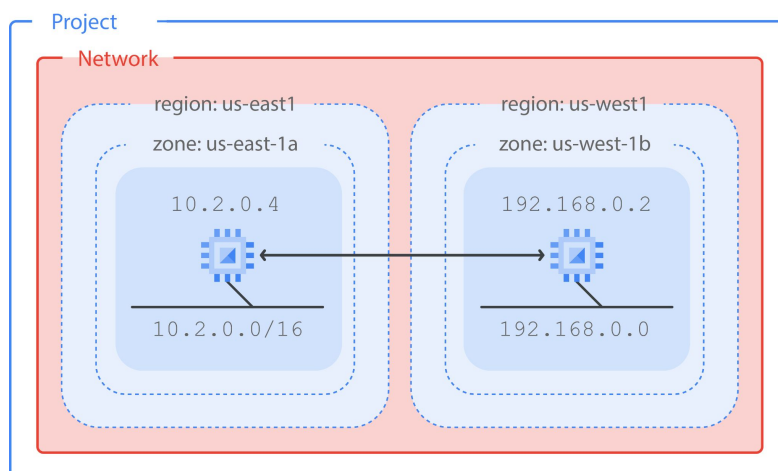 Project
Network
region: us-east1
region: us-west1
zone: us-east-1a
zone: us-west-1b
10.2.0.4
192.168.0.2
10.2.0.0/16
192.168.0.0